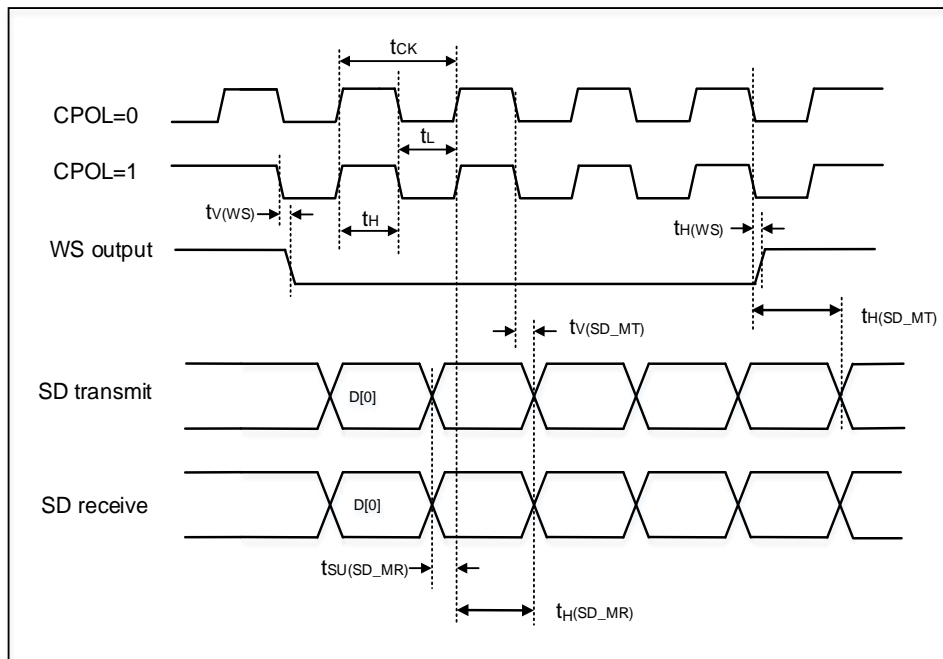 tCK
CPOL=0
tL
CPOL=1
tV(WS)
tH
tH(WS)
WS output
tH(SD_MT)
tV(SD_MT)
SD transmit
D[0]
SD receive
D[0]
tSU(SD_MR)
tH(SD_MR)